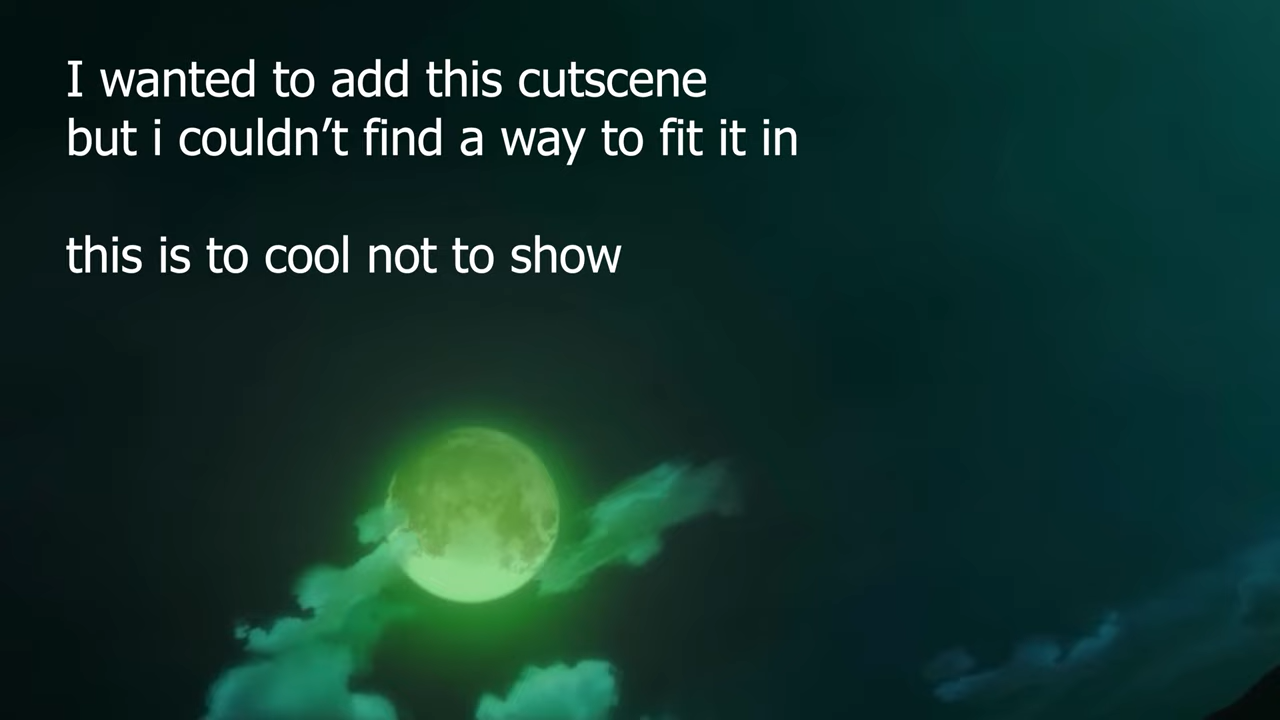 I wanted to add this cutscene
but i couldn’t find a way to fit it in
this is to cool not to show